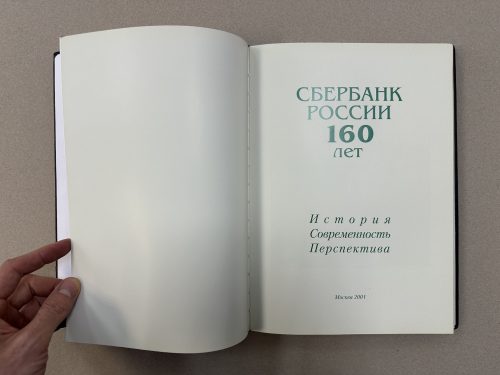 СБЕРБАНК
РОССИИ
160
лет
История
Современность
Перспектива
Москва 2001